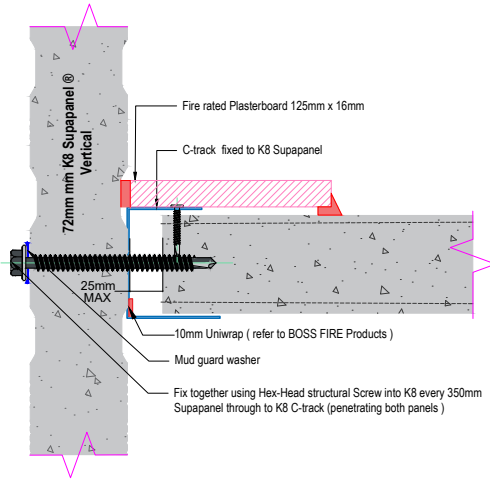 72mm mm K8 Supapanel ®
Vertical
Fire rated Plasterboard 125mm x 16mm
C-track fixed to K8 Supapanel
25mm
MAX
10mm Uniwrap ( refer to BOSS FIRE Products )
Mud guard washer
Fix together using Hex-Head structural Screw into K8 every 350mm
Supapanel through to K8 C-track (penetrating both panels )